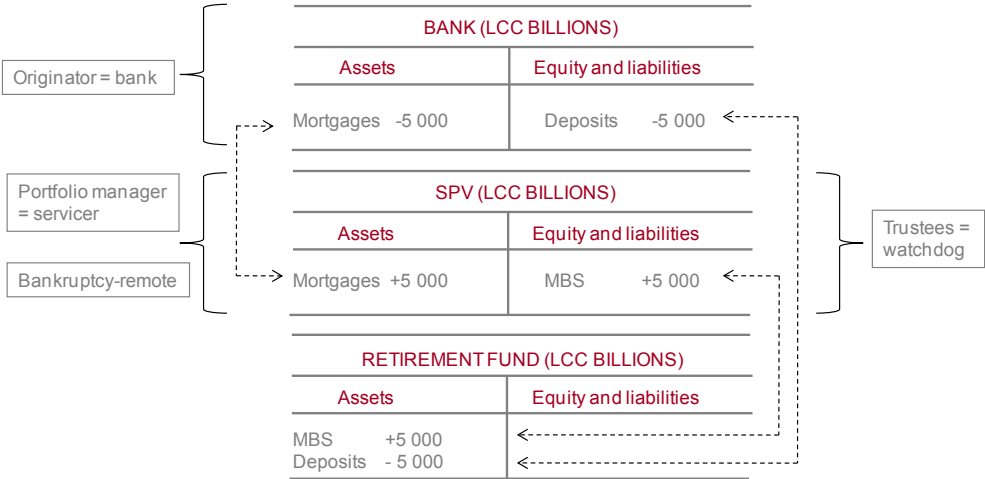 BANK (LCC BILLIONS)
Assets Equity and liabilities
Originator = bank
Mortgages -5 000 Deposits -5 000
Portfolio manager
= servicer
Bankruptcy-remote
SPV (LCC BILLIONS)
Assets Equity and liabilities
Mortgages +5 000 MBS +5 000
Trustees =
watchdog
RETIREMENT FUND (LCC BILLIONS)
Assets Equity and liabilities
MBS +5 000
Deposits - 5 000